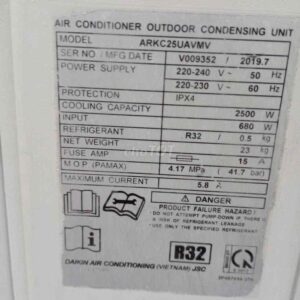 AIR CONDITIONER OUTDOOR CONDENSING UNIT
MODEL ARKC25UAVMV
S/NO / MFG DATE V009352 / 2019.7
POWER SUPPLY 220-240 V ~ 50 Hz
220-230 V ~ 60 Hz
PROTECTION IPX4
COOLING CAPACITY 2500 W
INPUT 680 W
REFRIGERANT R32 / 0.5 kg
NET WEIGHT 23 kg
FUSE AMP 15 A
M.O.P (PAMAX) 4.17 MPa ( 41.7 bar)
MAXIMUM CURRENT 5.8 A
⚠ DANGER
PRODUCT FAILURE HAZARD!
R32
DAIKIN AIR CONDITIONING (VIETNAM) JSC